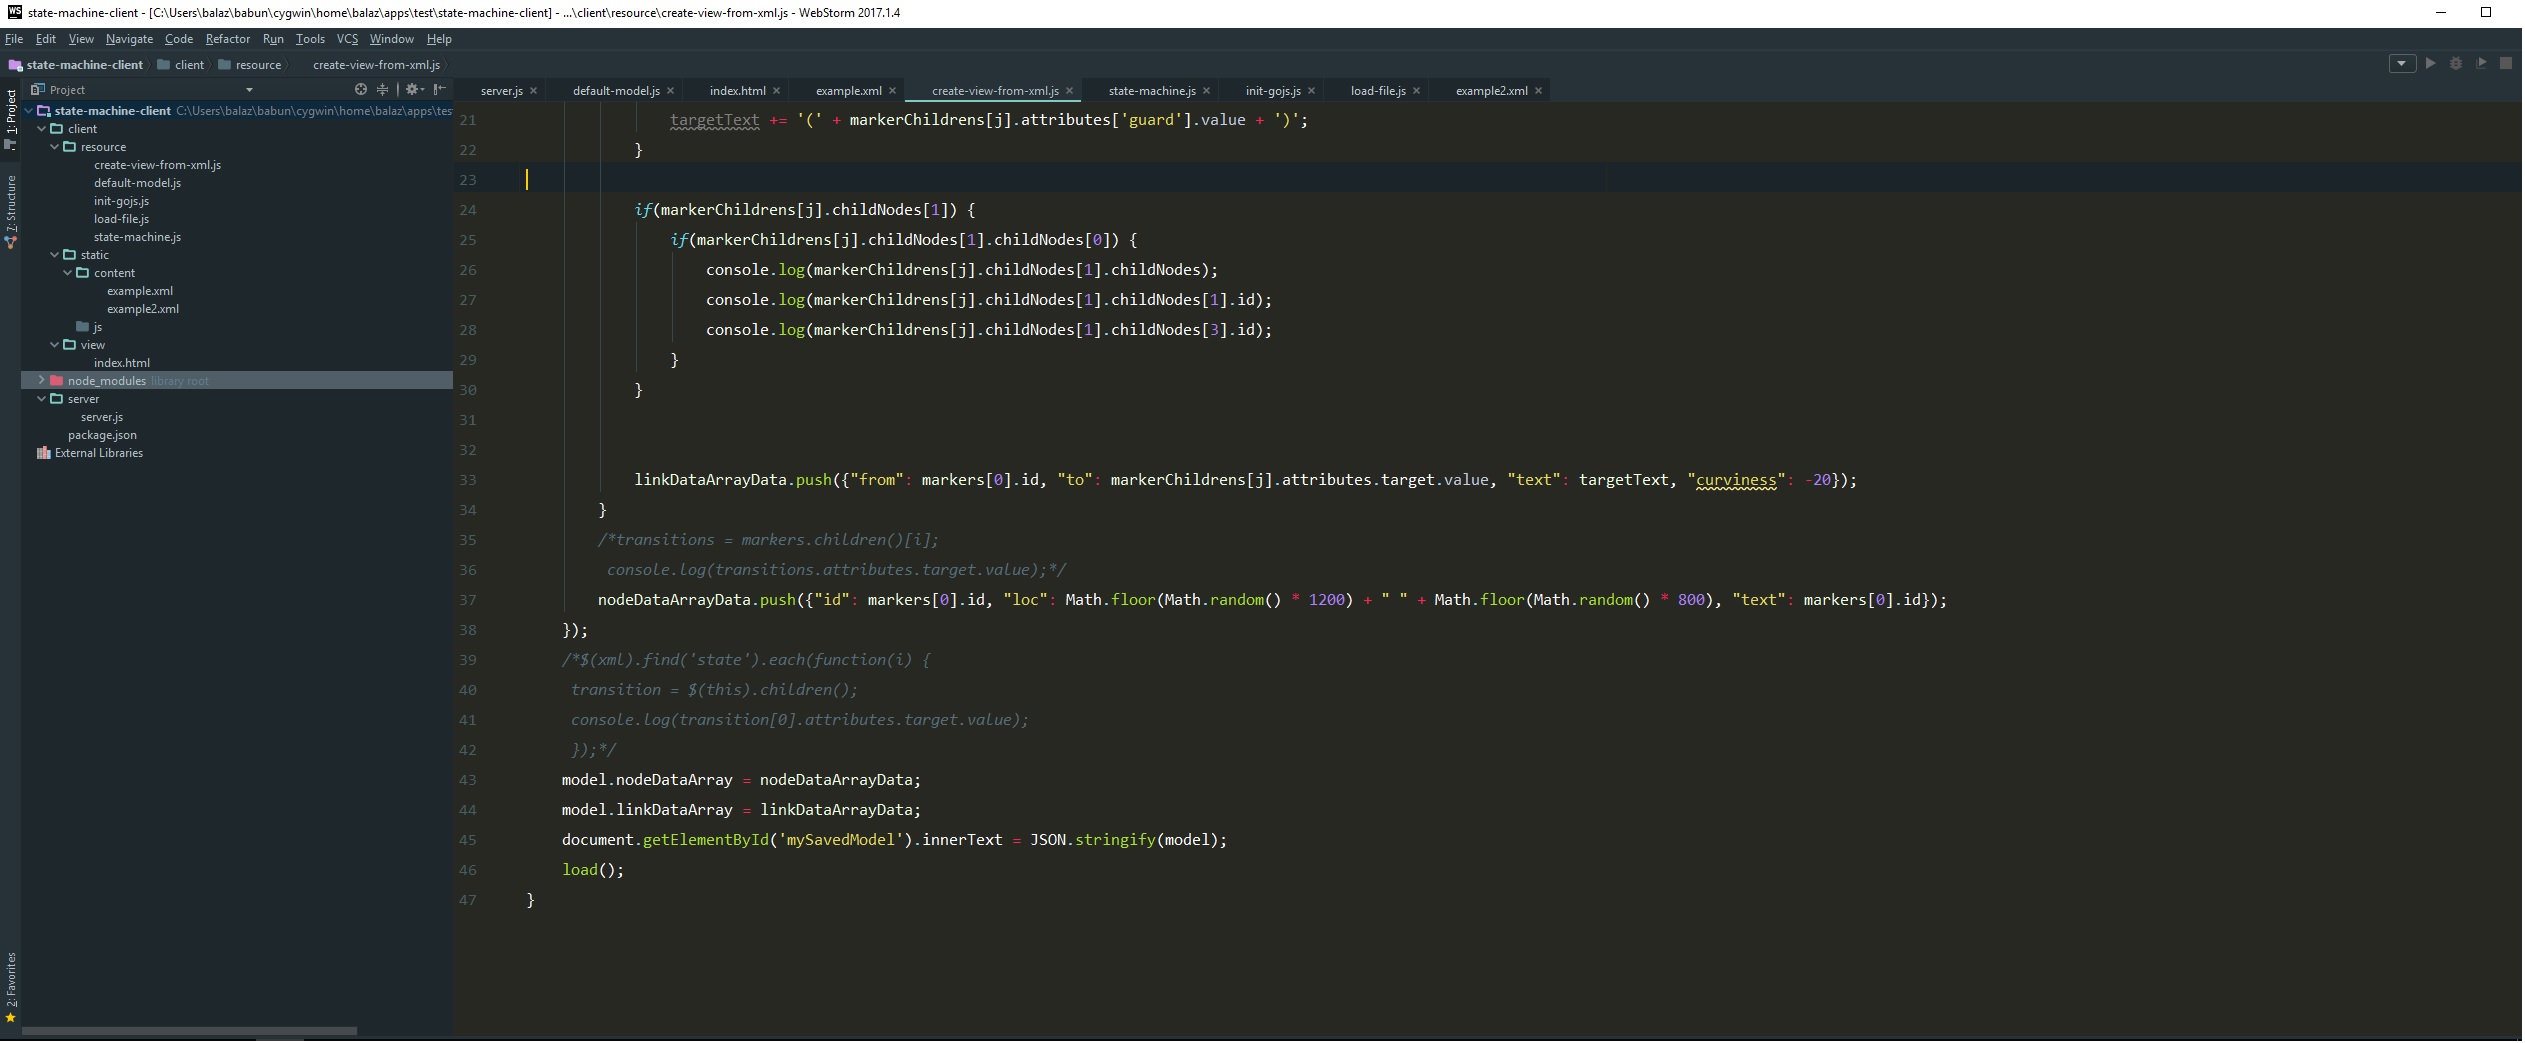 state-machine-client - [C:\Users\balaz\babun\cygwin\home\balaz\apps\test\state-machine-client] - ...\client\resource\create-view-from-xml.js - WebStorm 2017.1.4
File Edit View Navigate Code Refactor Run Tools VCS Window Help
state-machine-client client resource create-view-from-xml.js
Project
server.js default-model.js index.html example.xml create-view-from-xml.js state-machine.js init-gojs.js load-file.js example2.xml
1: Project
7: Structure
2: Favorites
state-machine-client C:\Users\balaz\babun\cygwin\home\balaz\apps\tes
client
resource
create-view-from-xml.js
default-model.js
init-gojs.js
load-file.js
state-machine.js
static
content
example.xml
example2.xml
js
view
index.html
node_modules library root
server
server.js
package.json
External Libraries
21 targetText += '(' + markerChildrens[j].attributes['guard'].value + ')';
22 }
23
24 if(markerChildrens[j].childNodes[1]) {
25 if(markerChildrens[j].childNodes[1].childNodes[0]) {
26 console.log(markerChildrens[j].childNodes[1].childNodes);
27 console.log(markerChildrens[j].childNodes[1].childNodes[1].id);
28 console.log(markerChildrens[j].childNodes[1].childNodes[3].id);
29 }
30 }
31
32
33 linkDataArrayData.push({"from": markers[0].id, "to": markerChildrens[j].attributes.target.value, "text": targetText, "curviness": -20});
34 }
35 /*transitions = markers.children()[i];
36 console.log(transitions.attributes.target.value);*/
37 nodeDataArrayData.push({"id": markers[0].id, "loc": Math.floor(Math.random() * 1200) + " " + Math.floor(Math.random() * 800), "text": markers[0].id});
38 });
39 /*$(xml).find('state').each(function(i) {
40 transition = $(this).children();
41 console.log(transition[0].attributes.target.value);
42 });*/
43 model.nodeDataArray = nodeDataArrayData;
44 model.linkDataArray = linkDataArrayData;
45 document.getElementById('mySavedModel').innerText = JSON.stringify(model);
46 load();
47 }